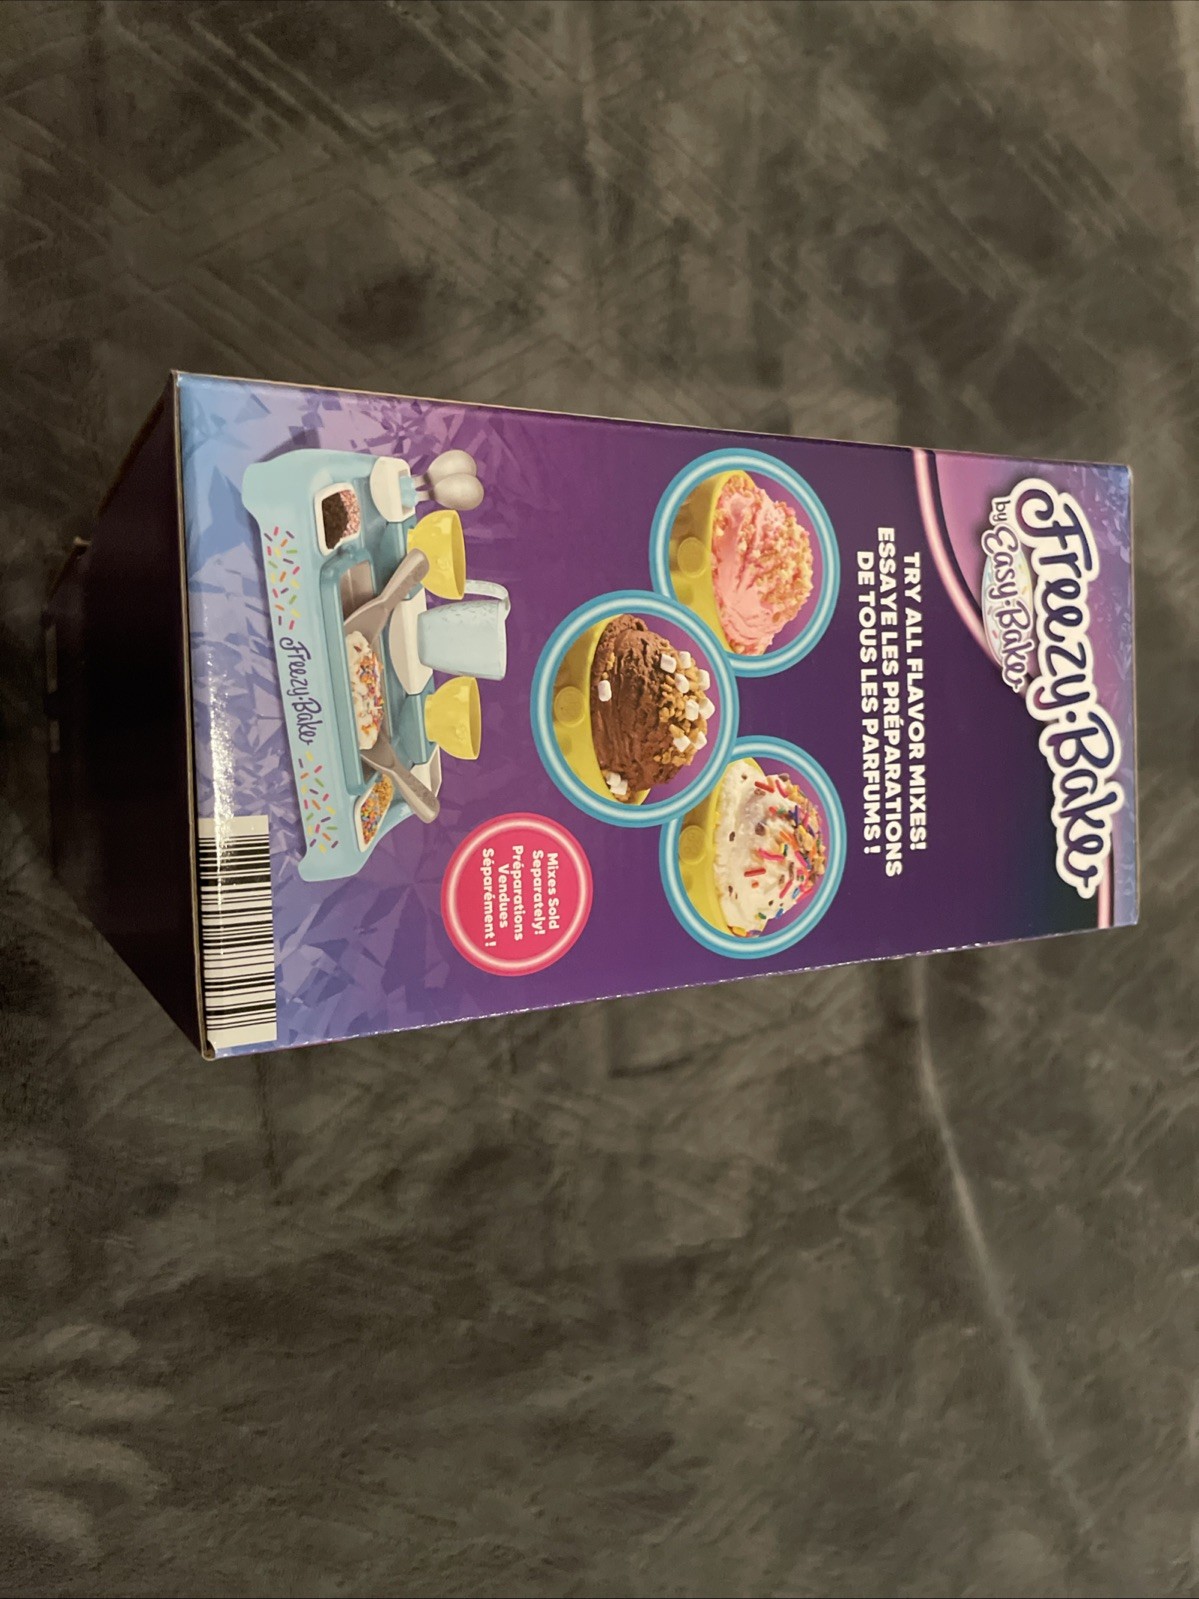 Freezy·Bake
by Easy-Bake
TRY ALL FLAVOR MIXES!
ESSAYE LES PRÉPARATIONS
DE TOUS LES PARFUMS !
Mixes Sold
Separately!
Préparations
Vendues
Séparément !
Freezy·Bake